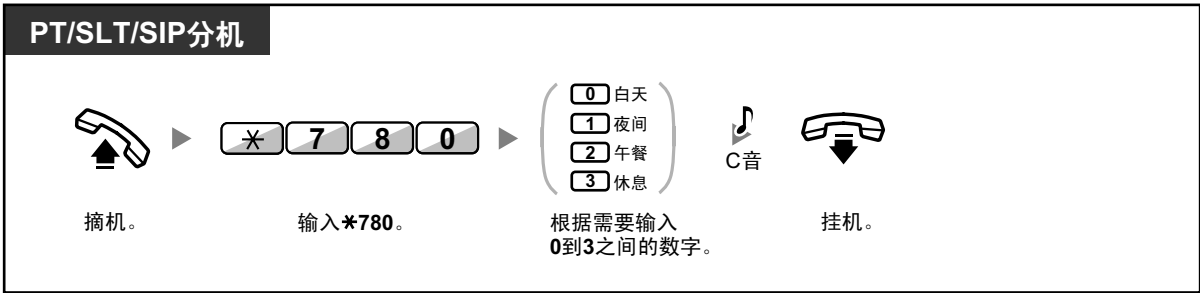 PT/SLT/SIP分机
* 7 8 0
0 白天
1 夜间
2 午餐
3 休息
C音
摘机。
输入*780。
根据需要输入
0到3之间的数字。
挂机。